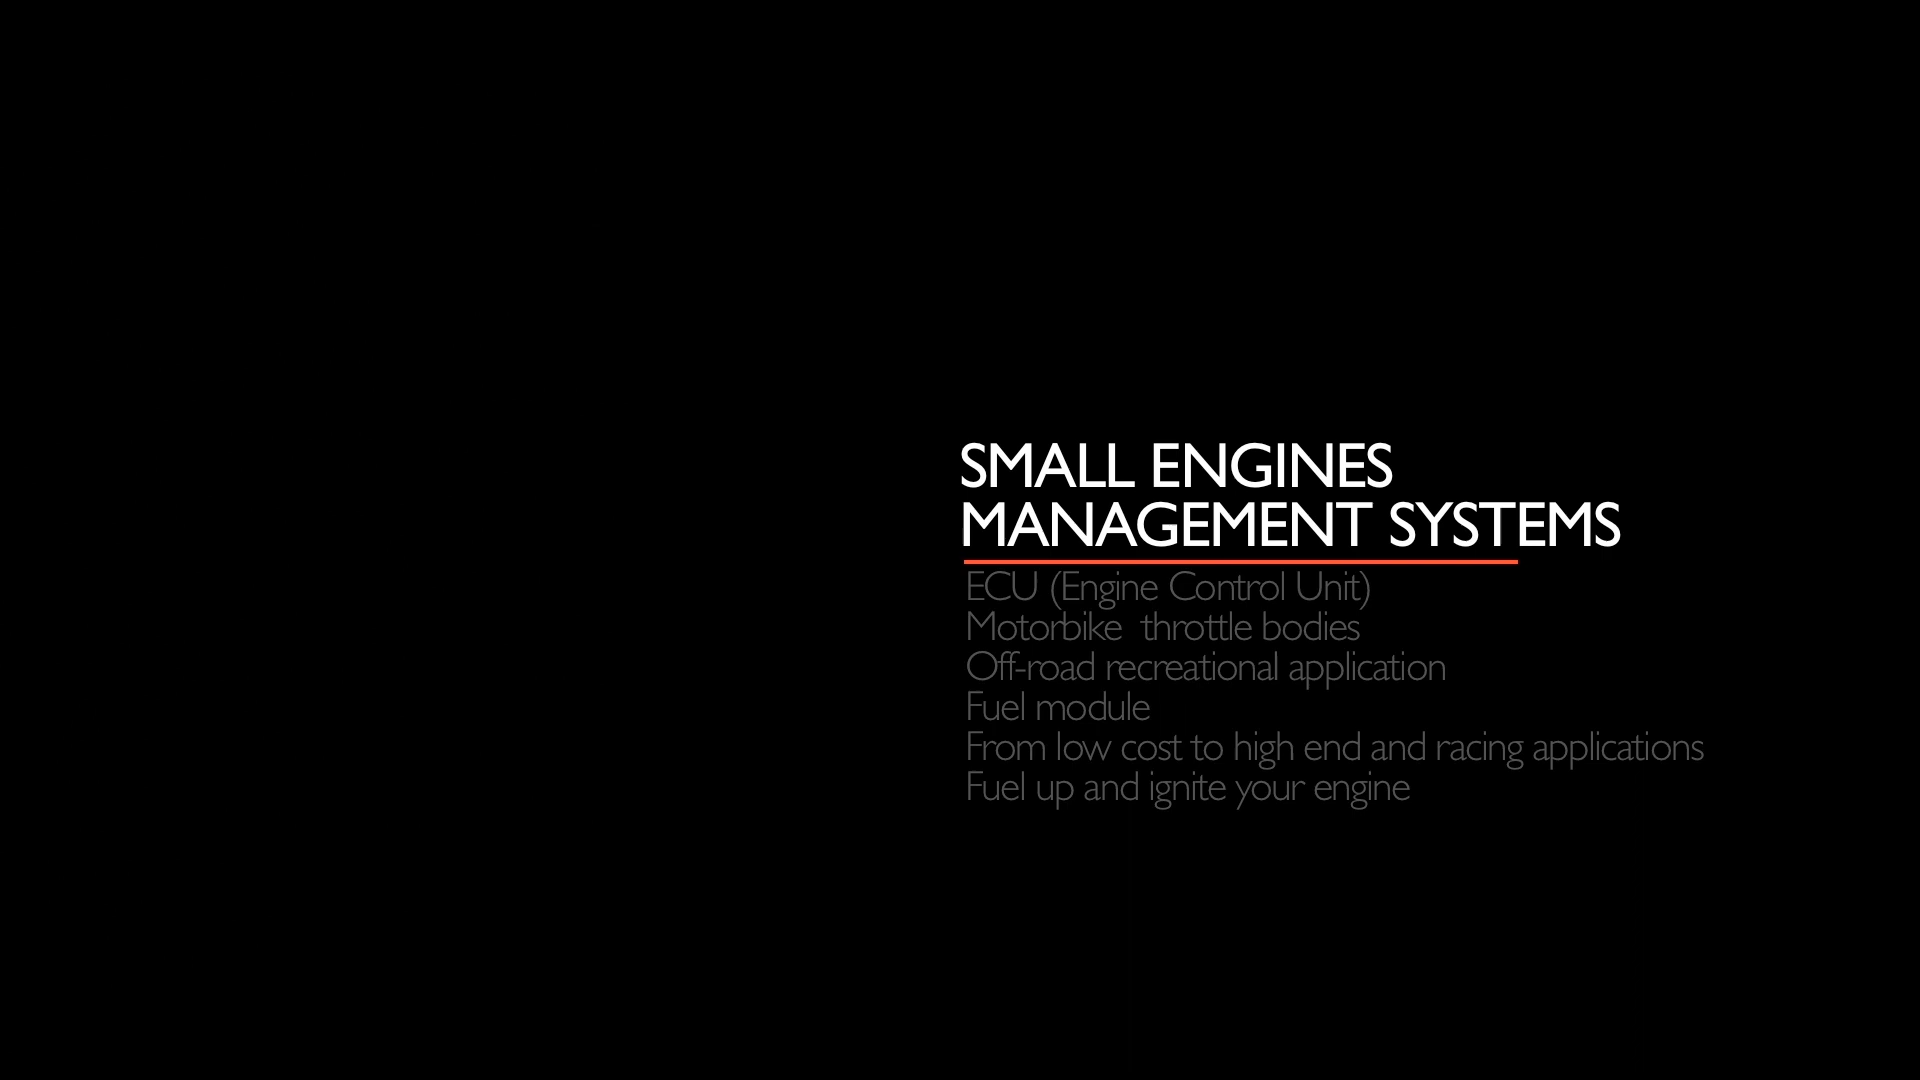 SMALL ENGINES
MANAGEMENT SYSTEMS
ECU (Engine Control Unit)
Motorbike  throttle bodies
Off-road recreational application
Fuel module
From low cost to high end and racing applications
Fuel up and ignite your engine